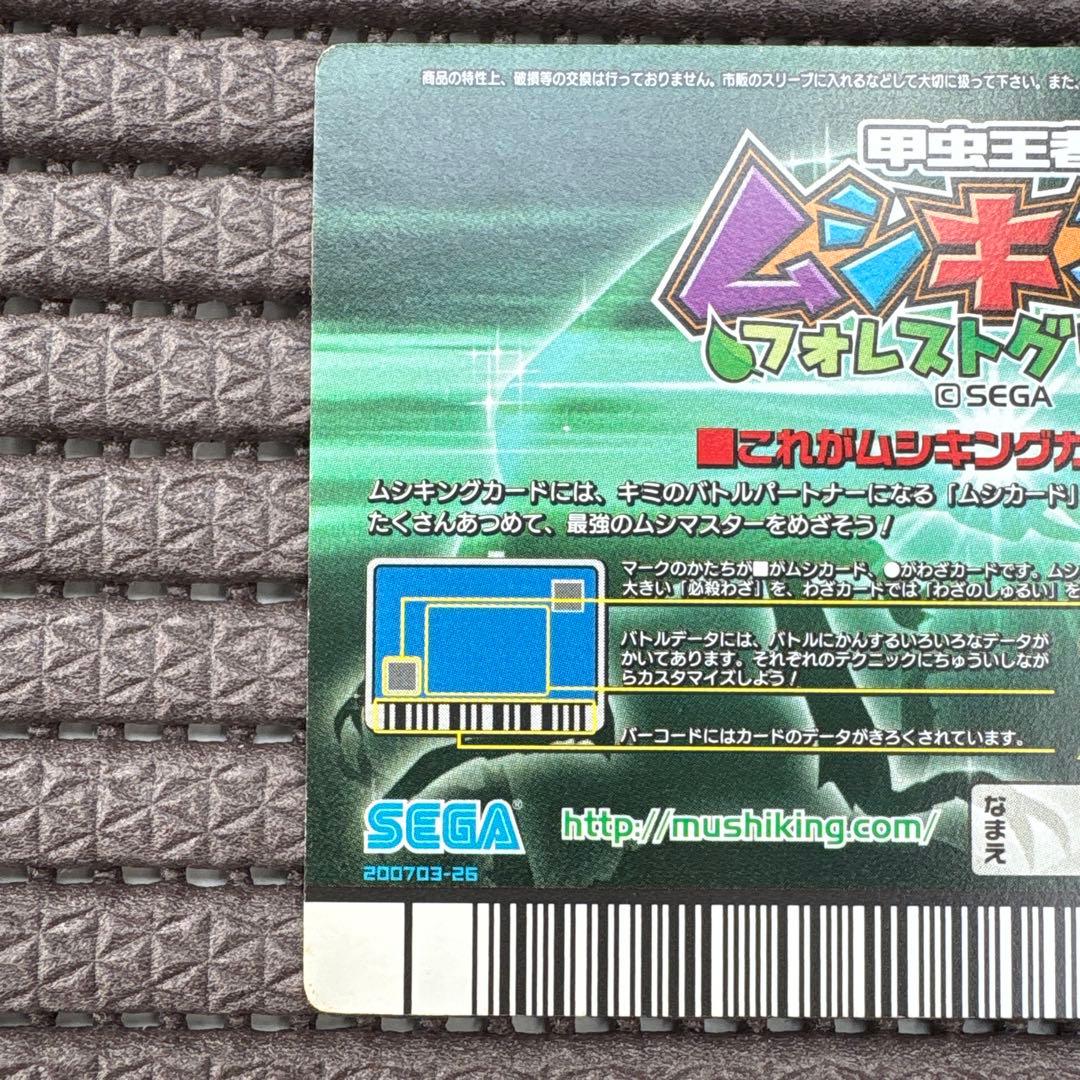 商品の特性上、破損等の交換は行っておりません。市販のスリーブに入れるなどして大切に扱って下さい。また、
甲虫王者
ムシキ
フォレストグ
©SEGA
■これがムシキングカ
ムシキングカードには、キミのバトルパートナーになる「ムシカード」
たくさんあつめて、最強のムシマスターをめざそう!
マークのかたちが■がムシカード、●がわざカードです。ムシ
大きい「必殺わざ」を、わざカードでは「わざのしゅるい」を
バトルデータには、バトルにかんするいろいろなデータが
かいてあります。それぞれのテクニックにちゅういしなが
らカスタマイズしよう!
バーコードにはカードのデータがきろくされています。
SEGA®
http://mushiking.com/
なまえ
200703-26